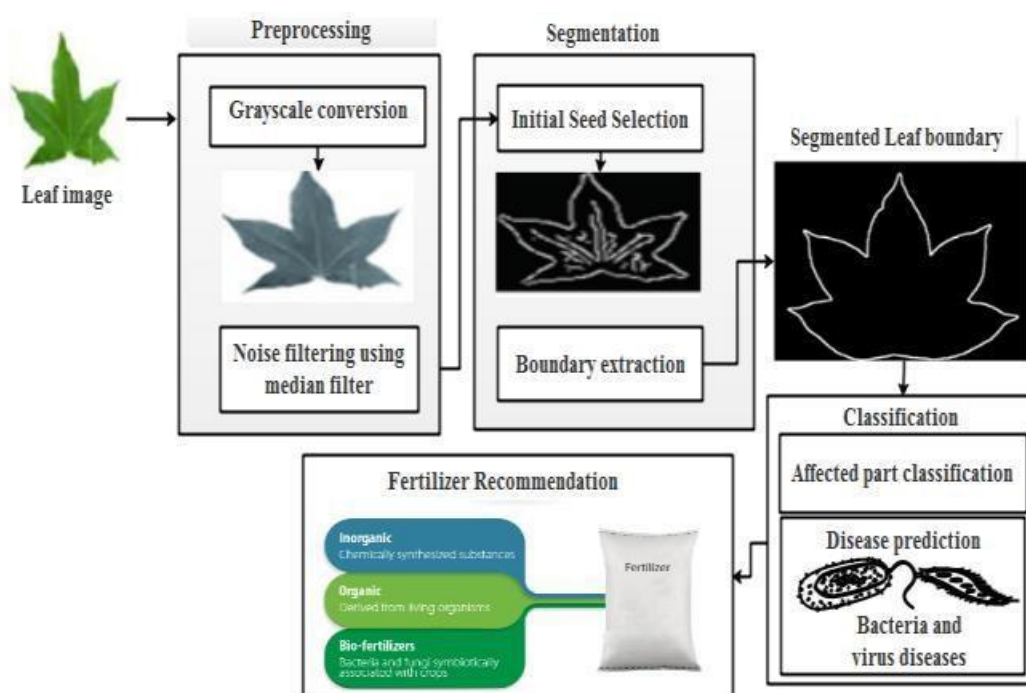 Leaf image
Preprocessing
Grayscale conversion
Noise filtering using
median filter
Segmentation
Initial Seed Selection
Boundary extraction
Segmented Leaf boundary
Classification
Affected part classification
Disease prediction
Bacteria and
virus diseases
Fertilizer Recommendation
Inorganic
Chemically synthesized substances
Organic
Derived from living organisms
Bio-fertilizers
Bacteria and fungi symbiotically
associated with crops
Fertilizer